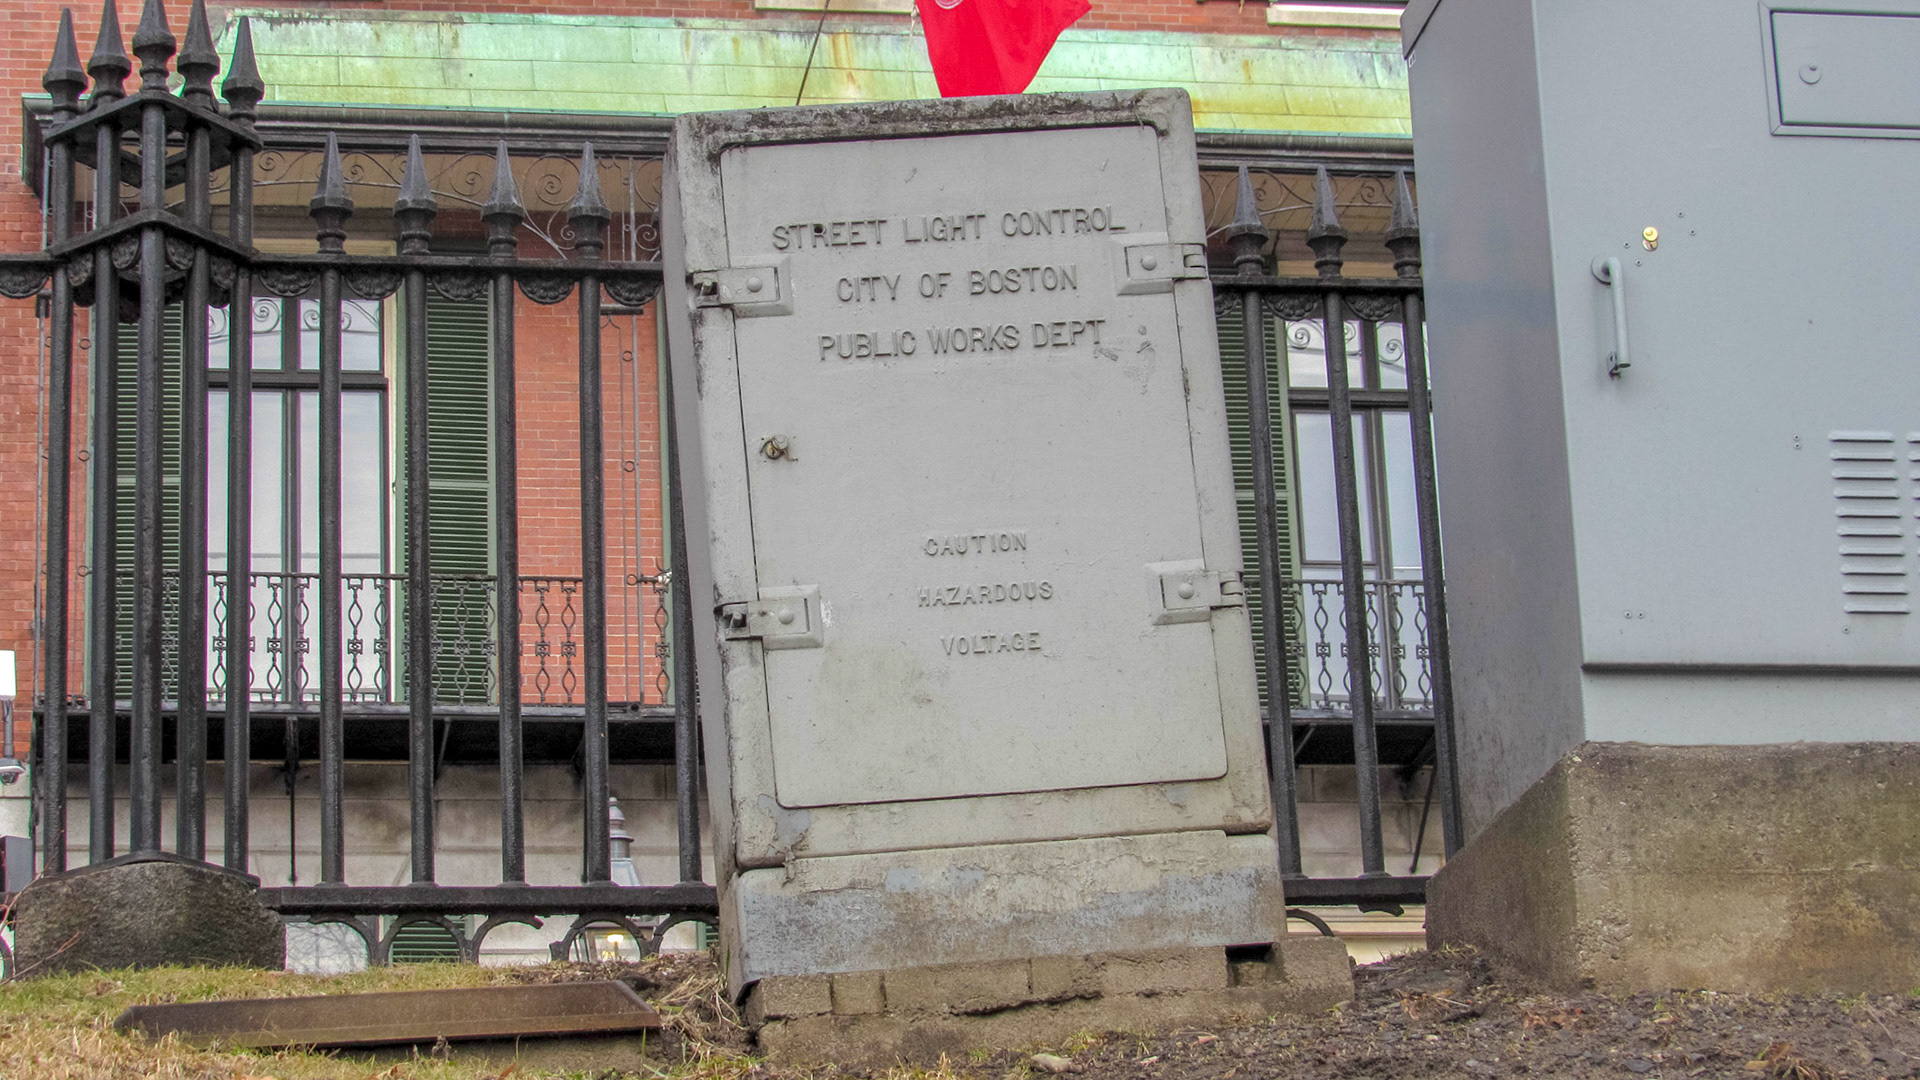 STREET LIGHT CONTROL
CITY OF BOSTON
PUBLIC WORKS DEPT
CAUTION
HAZARDOUS
VOLTAGE